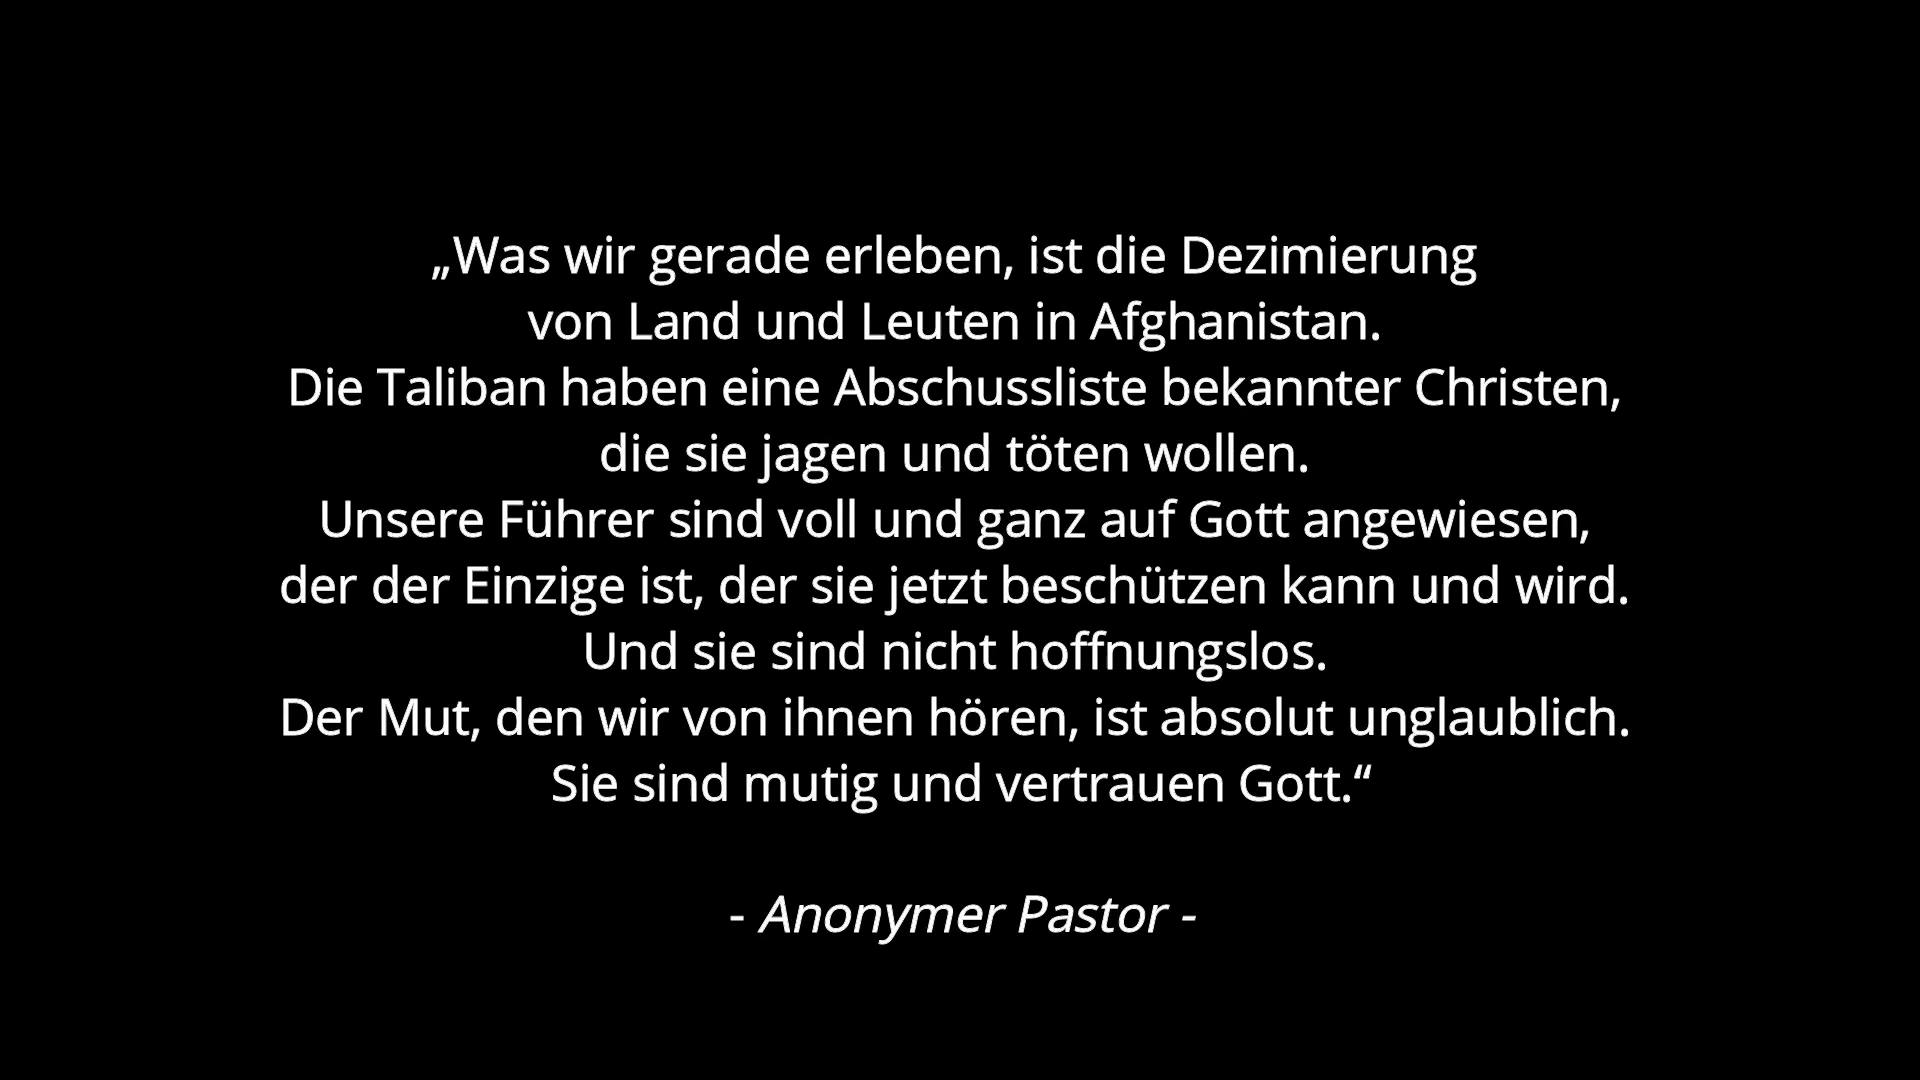 „Was wir gerade erleben, ist die Dezimierung
von Land und Leuten in Afghanistan.
Die Taliban haben eine Abschussliste bekannter Christen,
die sie jagen und töten wollen.
Unsere Führer sind voll und ganz auf Gott angewiesen,
der der Einzige ist, der sie jetzt beschützen kann und wird.
Und sie sind nicht hoffnungslos.
Der Mut, den wir von ihnen hören, ist absolut unglaublich.
Sie sind mutig und vertrauen Gott.“
- Anonymer Pastor -